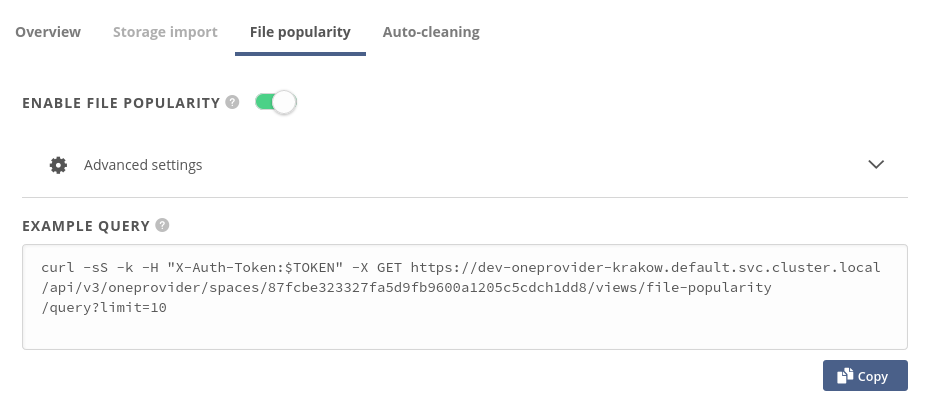 Overview Storage import File popularity Auto-cleaning
ENABLE FILE POPULARITY ?
Advanced settings
EXAMPLE QUERY ?
curl -sS -k -H "X-Auth-Token:$TOKEN" -X GET https://dev-oneprovider-krakow.default.svc.cluster.local
/api/v3/oneprovider/spaces/87fcbe323327fa5d9fb9600a1205c5cdch1dd8/views/file-popularity
/query?limit=10
Copy